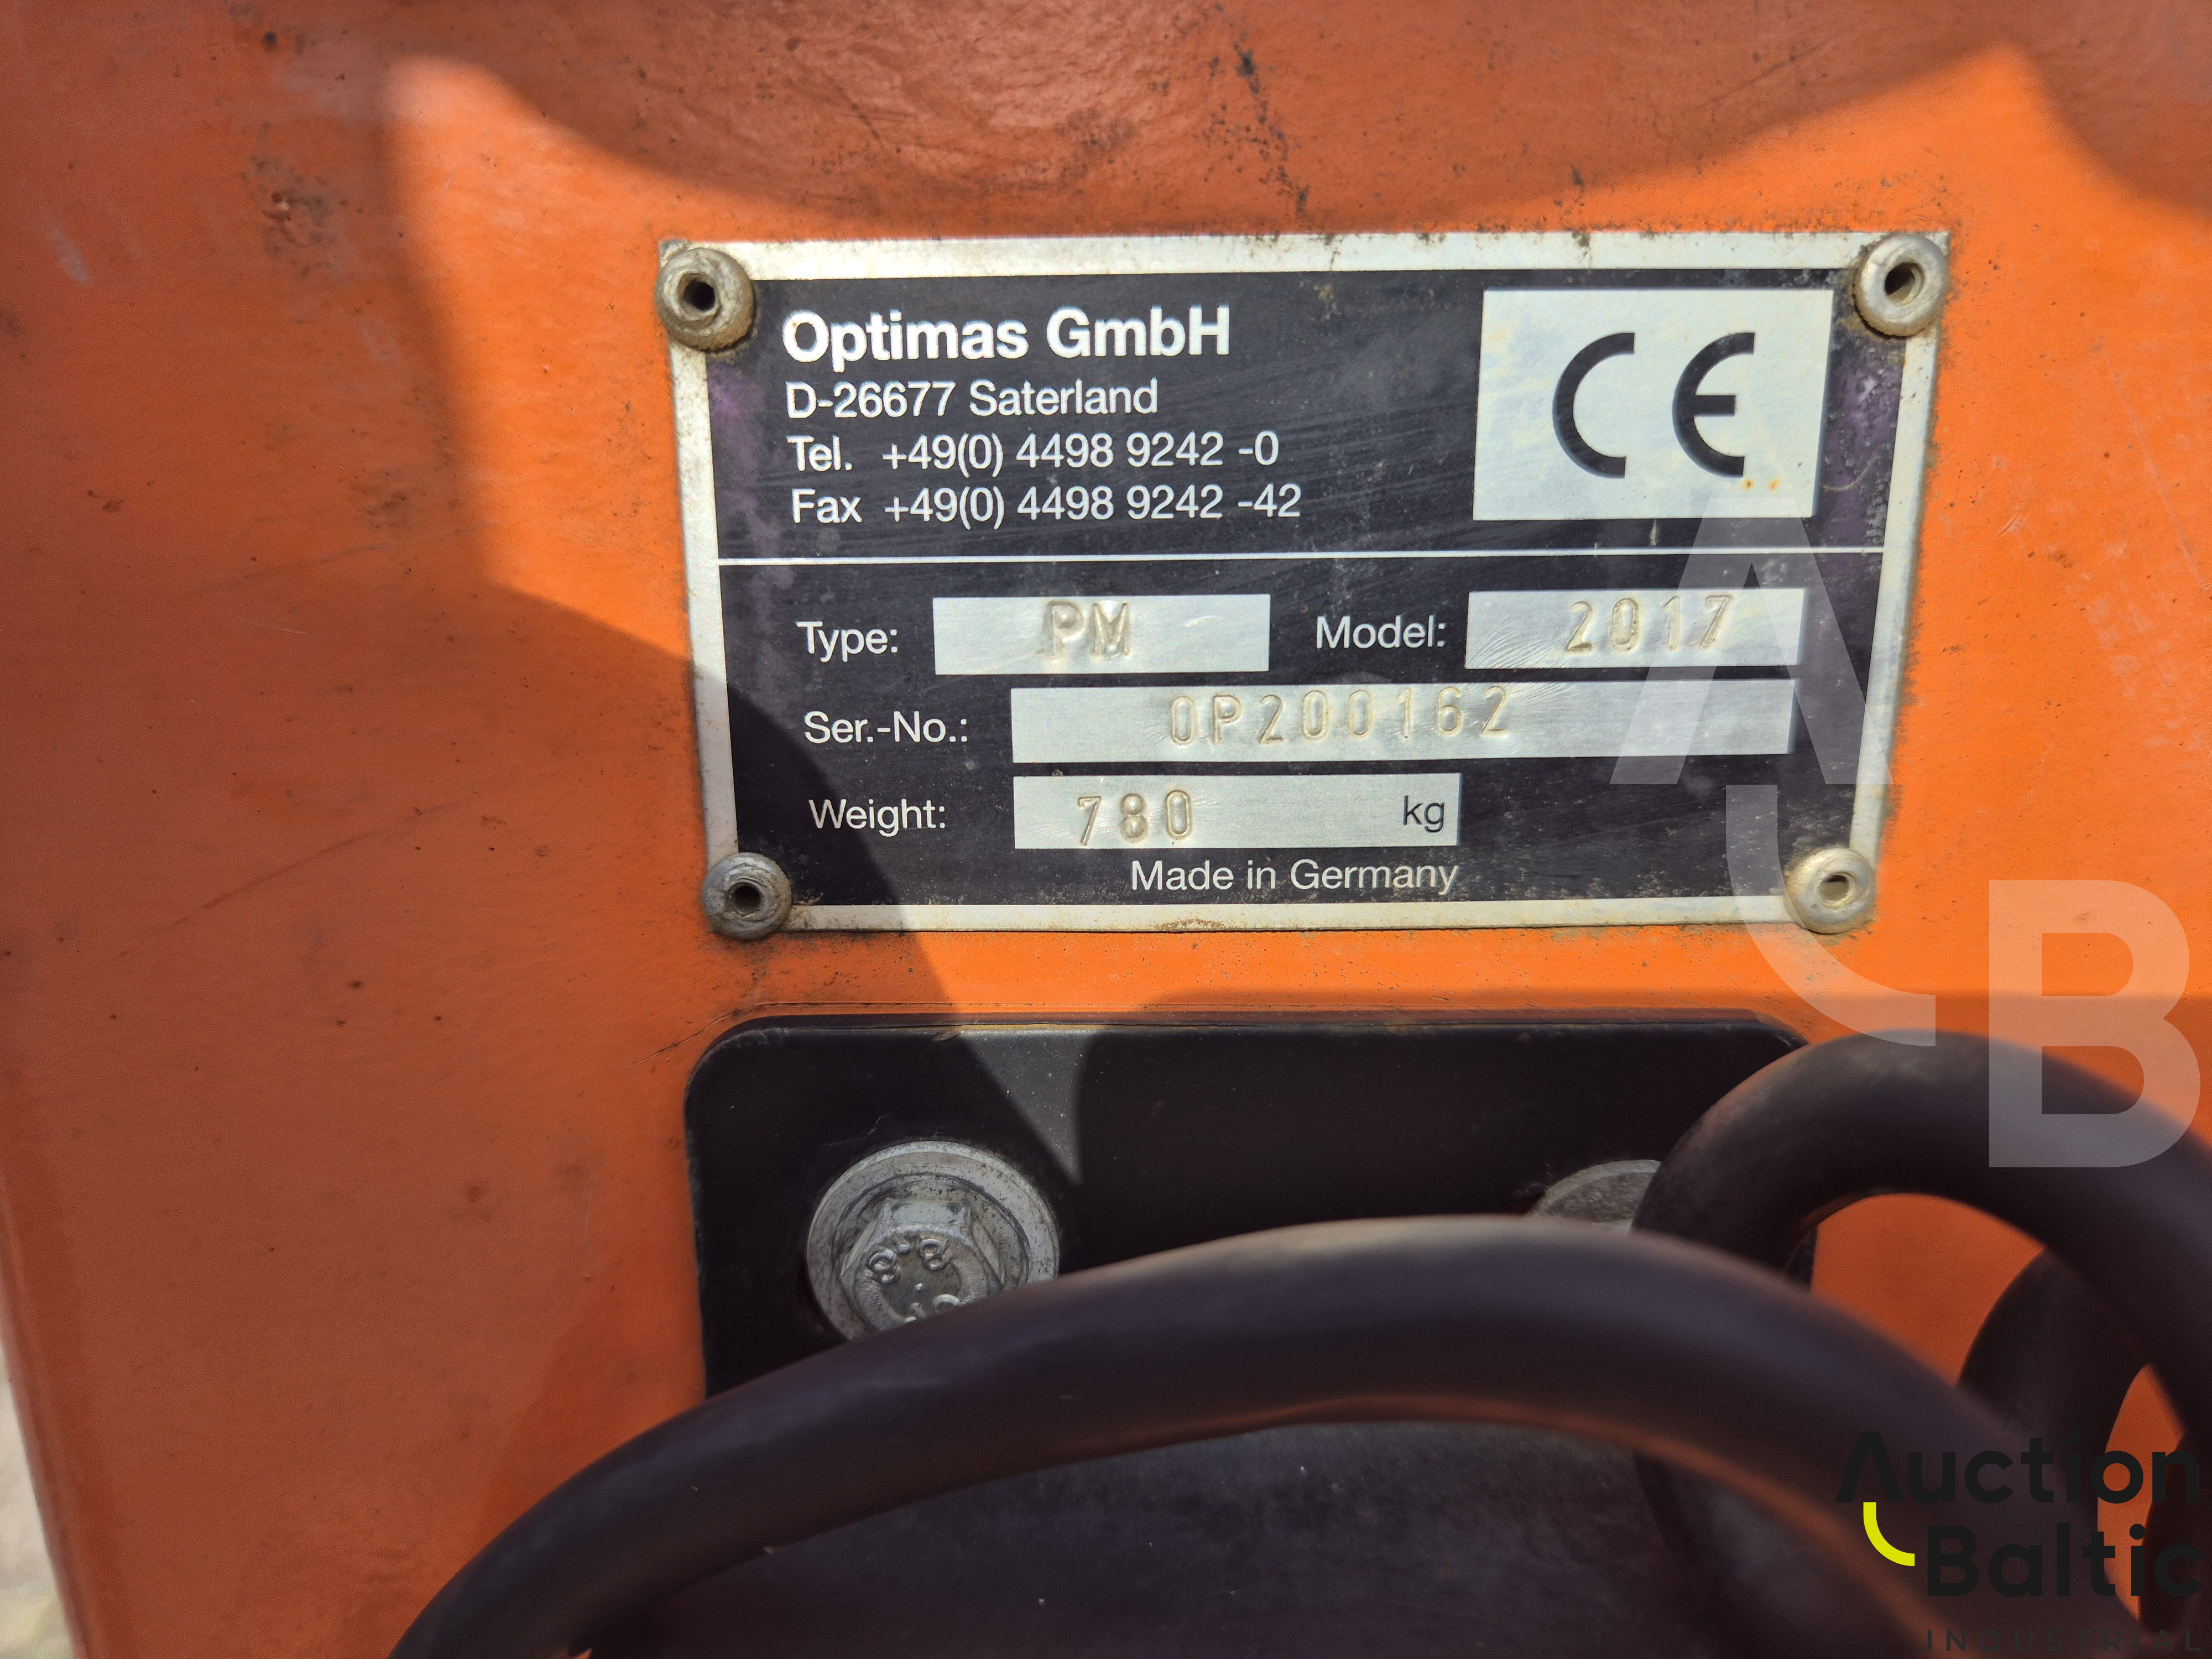 Optimas GmbH
D-26677 Saterland
Tel. +49(0) 4498 9242 -0
Fax +49(0) 4498 9242 -42
CE
Type: PM Model: 2017
Ser.-No.: OP200162
Weight: 780 kg
Made in Germany
8.8
AB
Auction
Baltic
INDUSTRIAL